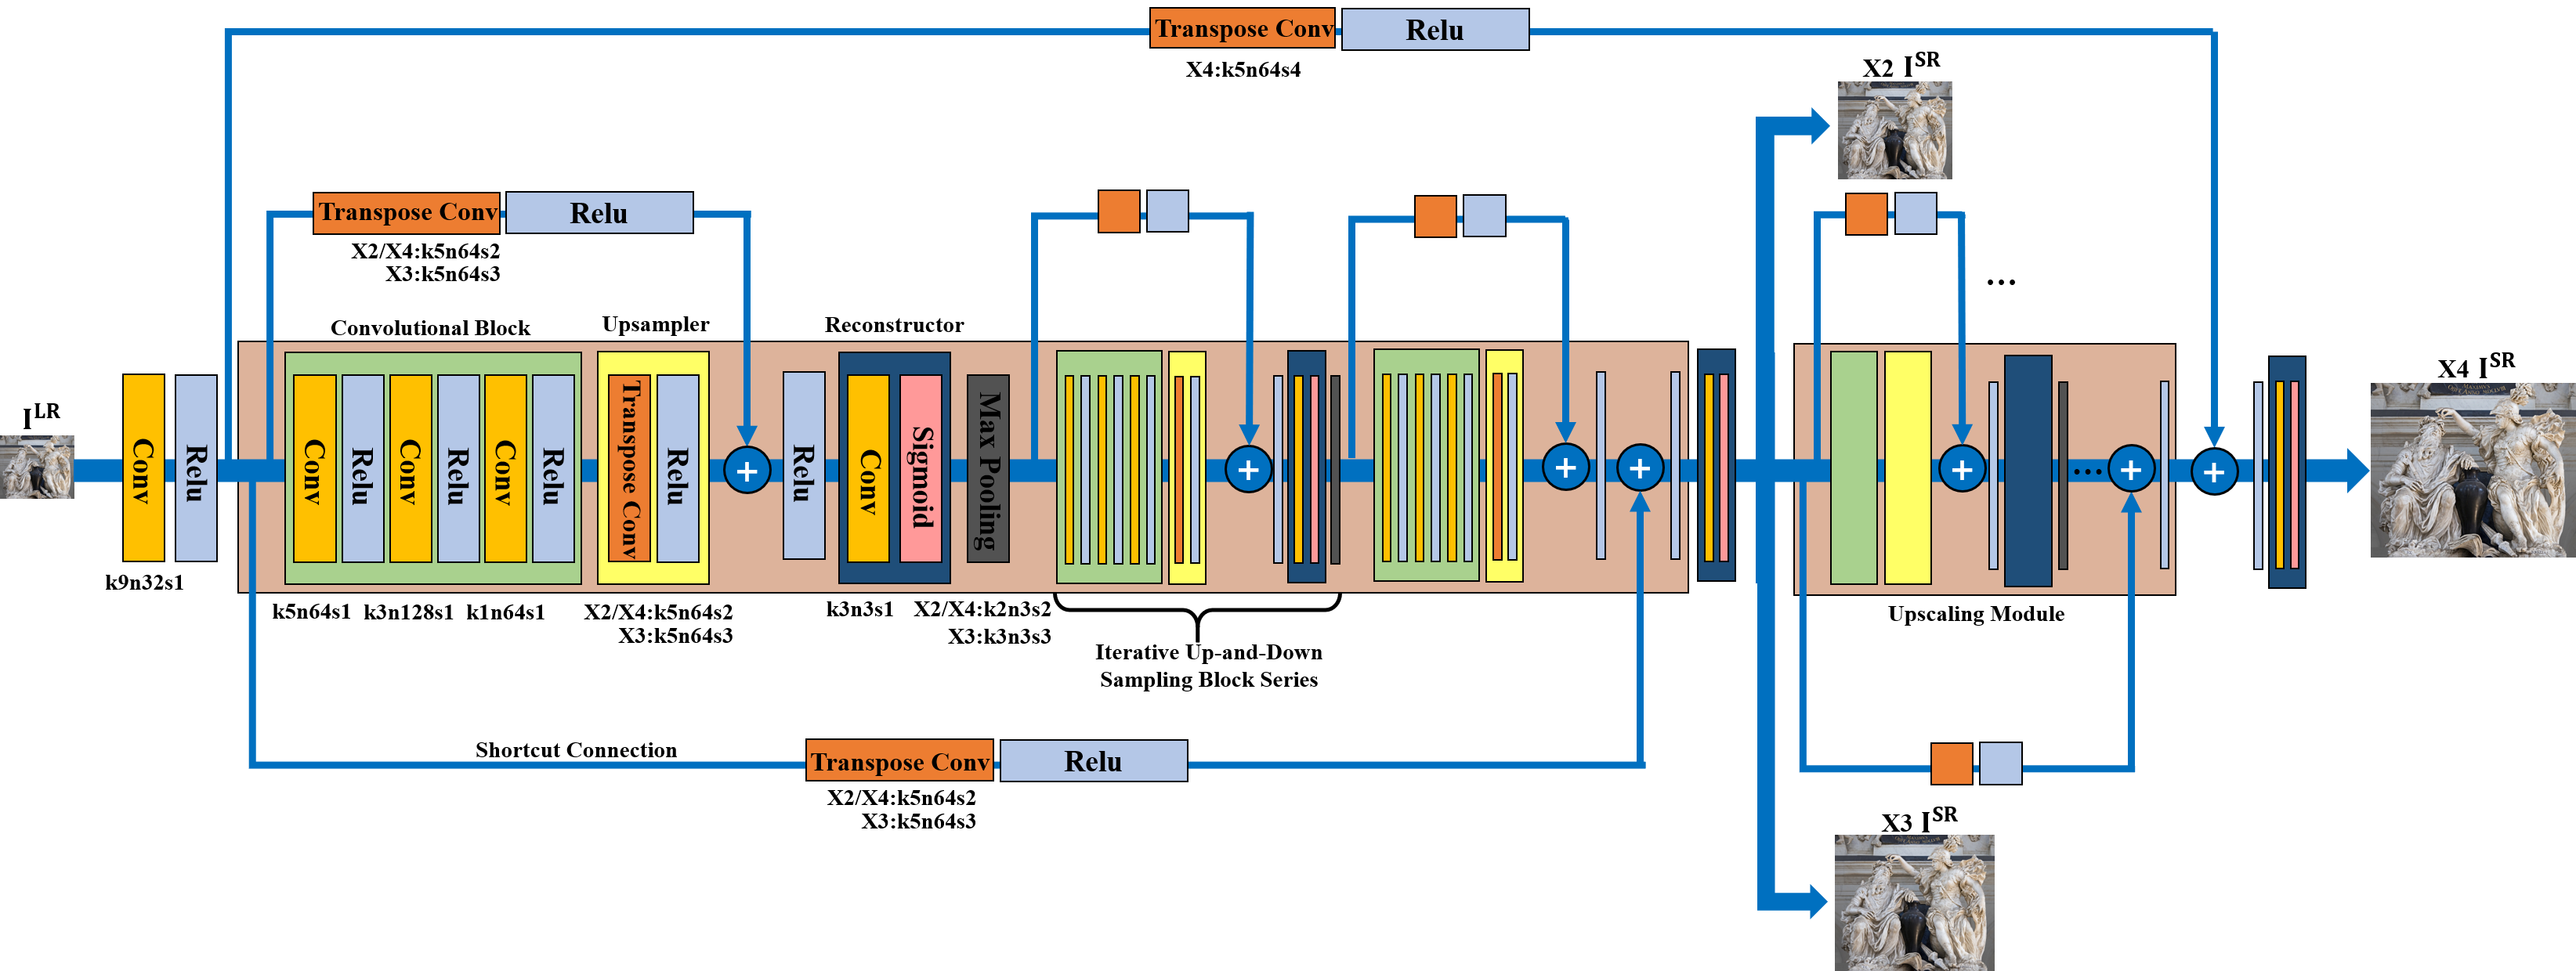 Transpose Conv
Relu
X4:k5n64s4
X2 I^SR
Transpose Conv
Relu
X2/X4:k5n64s2
X3:k5n64s3
...
Convolutional Block
Upsampler
Reconstructor
I^LR
X4 I^SR
Conv
Relu
Conv
Relu
Conv
Relu
Conv
Relu
Transpose Conv
Relu
+
Relu
Conv
Sigmoid
Max Pooling
+
+
+
+
...
+
+
k9n32s1
k5n64s1
k3n128s1
k1n64s1
X2/X4:k5n64s2
X3:k5n64s3
k3n3s1
X2/X4:k2n3s2
X3:k3n3s3
Upscaling Module
Iterative Up-and-Down
Sampling Block Series
Shortcut Connection
Transpose Conv
Relu
X2/X4:k5n64s2
X3:k5n64s3
X3 I^SR